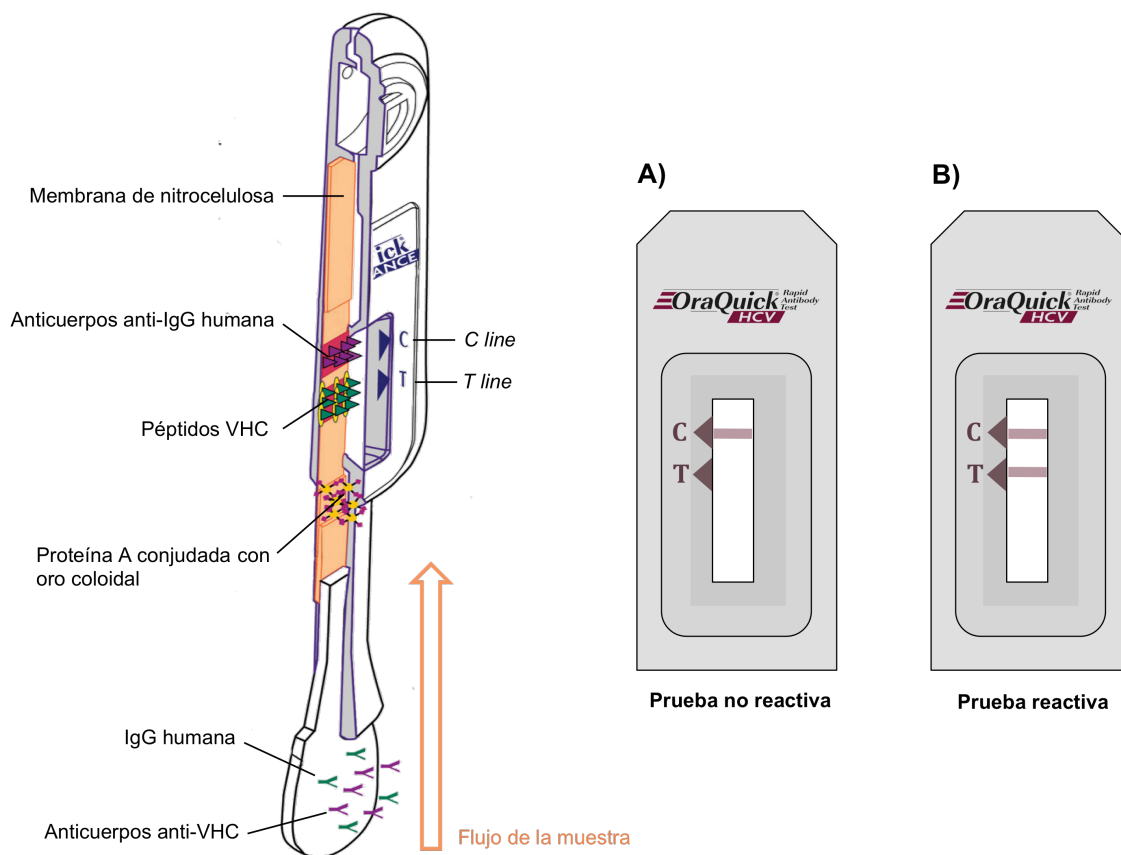 Membrana de nitrocelulosa
ick
ANCE
Anticuerpos anti-IgG humana
C
C line
T
T line
Péptidos VHC
Proteína A conjudada con
oro coloidal
IgG humana
Anticuerpos anti-VHC
Flujo de la muestra
A)
OraQuick® Rapid
Antibody
Test
HCV
C
T
Prueba no reactiva
B)
OraQuick® Rapid
Antibody
Test
HCV
C
T
Prueba reactiva